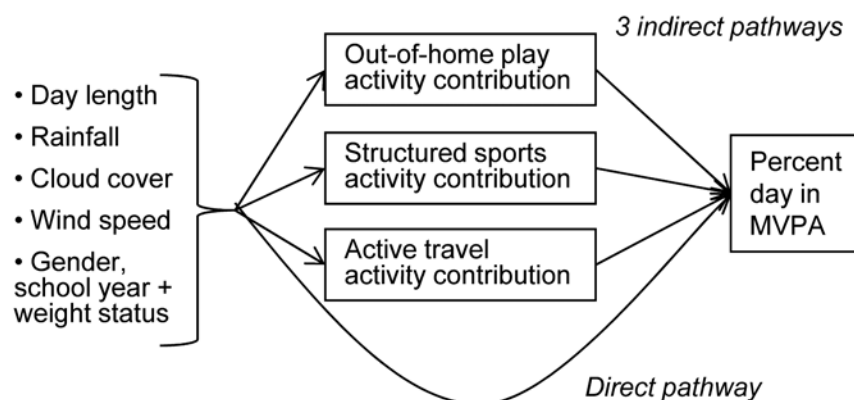 3 indirect pathways
• Day length
• Rainfall
• Cloud cover
• Wind speed
• Gender,
school year +
weight status
Out-of-home play
activity contribution
Structured sports
activity contribution
Active travel
activity contribution
Percent
day in
MVPA
Direct pathway